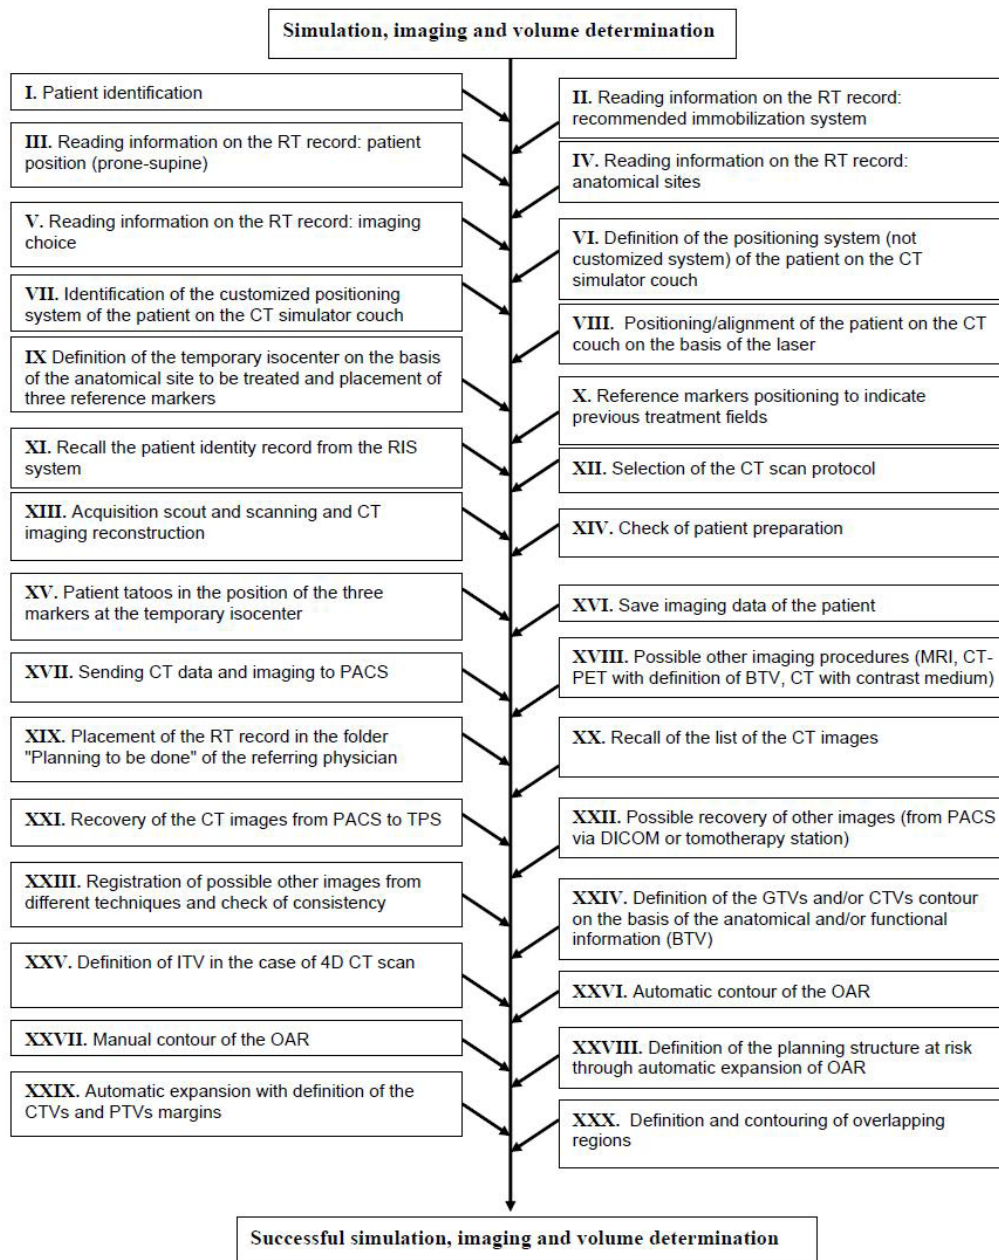 Simulation, imaging and volume determination
I. Patient identification
II. Reading information on the RT record:
recommended immobilization system
III. Reading information on the RT record: patient
position (prone-supine)
IV. Reading information on the RT record:
anatomical sites
V. Reading information on the RT record: imaging
choice
VI. Definition of the positioning system (not
customized system) of the patient on the CT
simulator couch
VII. Identification of the customized positioning
system of the patient on the CT simulator couch
VIII. Positioning/alignment of the patient on the CT
couch on the basis of the laser
IX Definition of the temporary isocenter on the basis
of the anatomical site to be treated and placement of
three reference markers
X. Reference markers positioning to indicate
previous treatment fields
XI. Recall the patient identity record from the RIS
system
XII. Selection of the CT scan protocol
XIII. Acquisition scout and scanning and CT
imaging reconstruction
XIV. Check of patient preparation
XV. Patient tatoos in the position of the three
markers at the temporary isocenter
XVI. Save imaging data of the patient
XVII. Sending CT data and imaging to PACS
XVIII. Possible other imaging procedures (MRI, CT-
PET with definition of BTV, CT with contrast medium)
XIX. Placement of the RT record in the folder
"Planning to be done" of the referring physician
XX. Recall of the list of the CT images
XXI. Recovery of the CT images from PACS to TPS
XXII. Possible recovery of other images (from PACS
via DICOM or tomotherapy station)
XXIII. Registration of possible other images from
different techniques and check of consistency
XXIV. Definition of the GTVs and/or CTVs contour
on the basis of the anatomical and/or functional
information (BTV)
XXV. Definition of ITV in the case of 4D CT scan
XXVI. Automatic contour of the OAR
XXVII. Manual contour of the OAR
XXVIII. Definition of the planning structure at risk
through automatic expansion of OAR
XXIX. Automatic expansion with definition of the
CTVs and PTVs margins
XXX. Definition and contouring of overlapping
regions
Successful simulation, imaging and volume determination